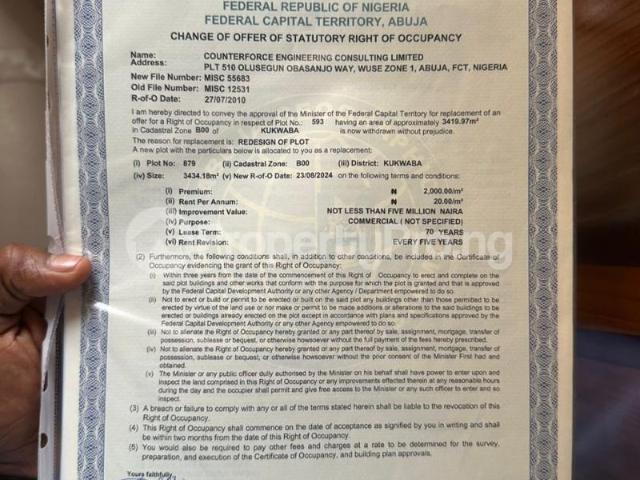 FEDERAL REPUBLIC OF NIGERIA
FEDERAL CAPITAL TERRITORY, ABUJA
CHANGE OF OFFER OF STATUTORY RIGHT OF OCCUPANCY
Name: COUNTERFORCE ENGINEERING CONSULTING LIMITED
Address: PLT 510 OLUSEGUN OBASANJO WAY, WUSE ZONE 1, ABUJA, FCT, NIGERIA
New File Number: MISC 55683
Old File Number: MISC 12531
R-of-O Date: 27/07/2010
I am hereby directed to convey the approval of the Minister of the Federal Capital Territory for replacement of an
offer for a Right of Occupancy in respect of Plot No.: 593 having an area of approximately 3419.97m²
in Cadastral Zone B00 of KUKWABA is now withdrawn without prejudice.
The reason for replacement is: REDESIGN OF PLOT
A new plot with the particulars below is allocated to you as a replacement:
(i) Plot No: 879 (ii) Cadastral Zone: B00 (iii) District: KUKWABA
(iv) Size: 3434.18m² (v) New R-of-O Date: 23/08/2024 on the following terms and conditions:
(i) Premium: ₦ 2,000.00/m²
(ii) Rent Per Annum: ₦ 20.00/m²
(iii) Improvement Value: NOT LESS THAN FIVE MILLION NAIRA
(iv) Purpose: COMMERCIAL (NOT SPECIFIED)
(v) Lease Term: 70 YEARS
(vi) Rent Revision: EVERY FIVE YEARS
(2) Furthermore, the following conditions shall, in addition to other conditions, be included in the Certificate of
Occupancy evidencing the grant of this Right of Occupancy:
(i) Within three years from the date of the commencement of this Right of Occupancy to erect and complete on the
said plot buildings and other works that conform with the purpose for which the plot is granted and that is approved
by the Federal Capital Development Authority or any other Agency / Department empowered to do so.
(ii) Not to erect or build or permit to be erected or built on the said plot any buildings other than those permitted to be
erected by virtue of the land use or nor make or permit to be made additions or alterations to the said buildings to be
erected or buildings already erected on the plot except in accordance with plans and specifications approved by the
Federal Capital Development Authority or any other Agency empowered to do so.
(iii) Not to alienate the Right of Occupancy hereby granted or any part thereof by sale, assignment, mortgage, transfer of
possession, sublease or bequest, or otherwise howsoever without the full payment of the fees hereby prescribed.
(iv) Not to alienate the Right of Occupancy hereby granted or any part thereof by sale, assignment, mortgage, transfer of
possession, sublease or bequest, or otherwise howsoever without the prior consent of the Minister First had and
obtained.
(v) The Minister or any public officer dully authorised by the Minister on his behalf shall have power to enter upon and
inspect the land comprised in this Right of Occupancy or any improvements effected therein at any reasonable hours
during the day and the occupier shall permit and give free access to the Minister or any such officer to enter and so
inspect.
(3) A breach or failure to comply with any or all of the terms stated herein shall be liable to the revocation of this
Right of Occupancy.
(4) This Right of Occupancy shall commence on the date of acceptance as signified by you in writing and shall
be within two months from the date of this Right of Occupancy.
(5) You would also be required to pay other fees and charges at a rate to be determined for the survey,
preparation, and execution of the Certificate of Occupancy, and building plan approvals.
Yours faithfully,